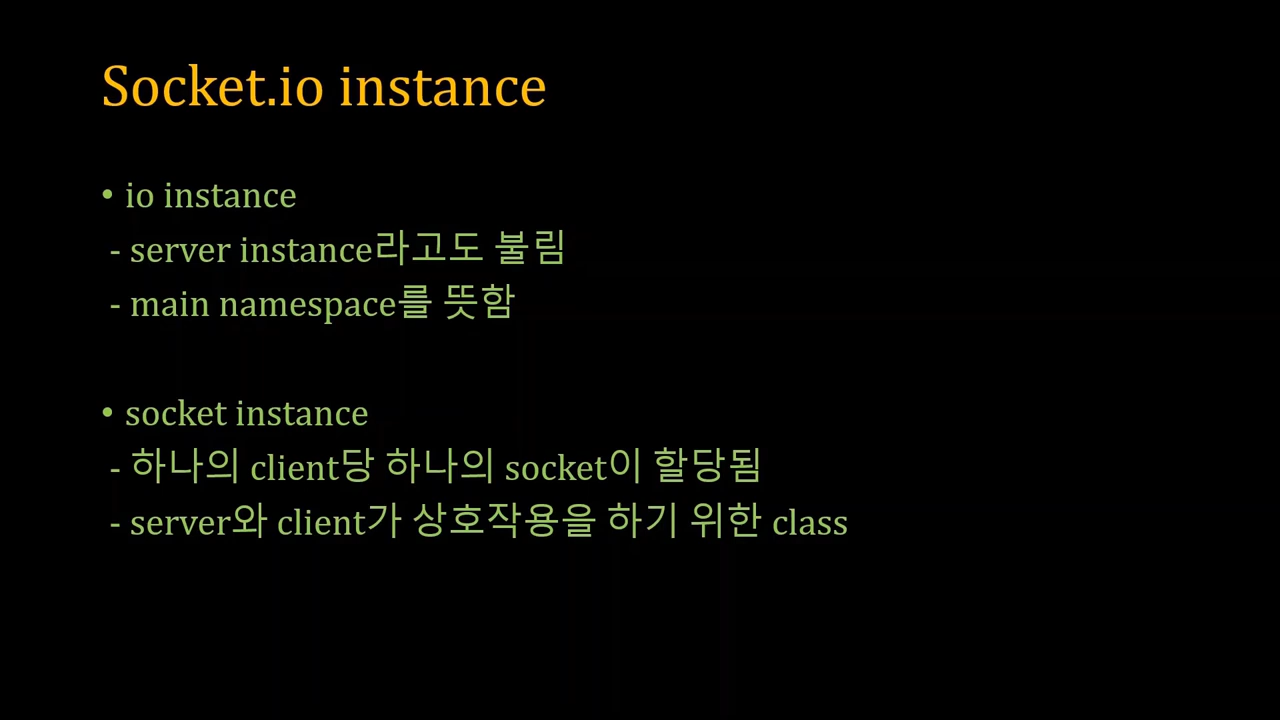 Socket.io instance
• io instance
- server instance라고도 불림
- main namespace를 뜻함
• socket instance
- 하나의 client당 하나의 socket이 할당됨
- server와 client가 상호작용을 하기 위한 class